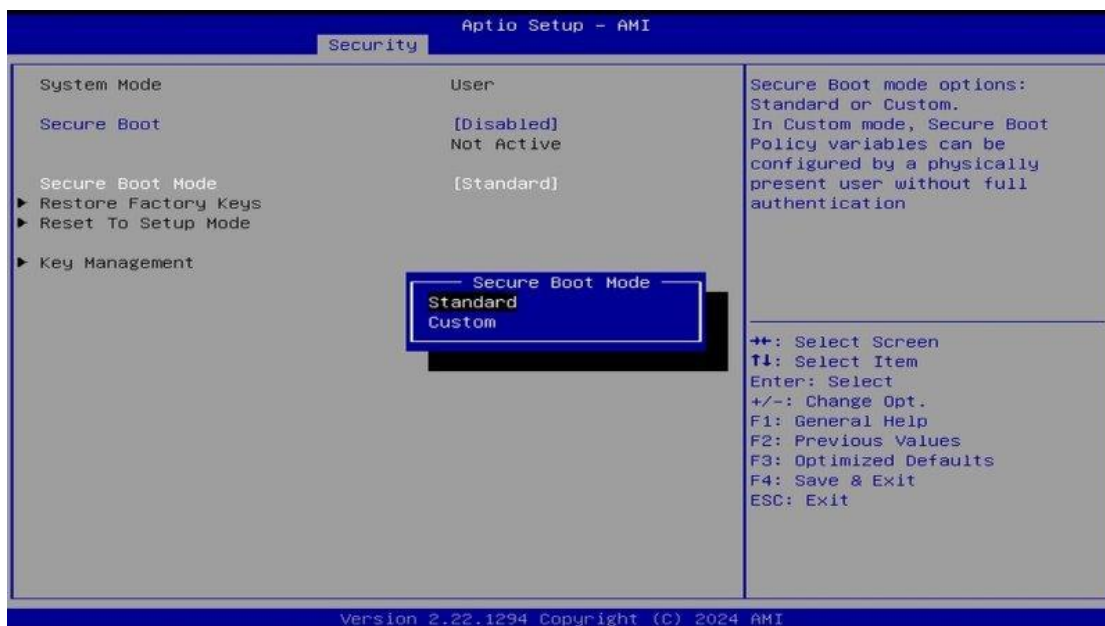 Aptio Setup – AMI
Security
System Mode User
Secure Boot [Disabled]
Not Active
Secure Boot Mode [Standard]
▶ Restore Factory Keys
▶ Reset To Setup Mode
▶ Key Management
Secure Boot Mode
Standard
Custom
Secure Boot mode options:
Standard or Custom.
In Custom mode, Secure Boot
Policy variables can be
configured by a physically
present user without full
authentication
→←: Select Screen
↑↓: Select Item
Enter: Select
+/-: Change Opt.
F1: General Help
F2: Previous Values
F3: Optimized Defaults
F4: Save & Exit
ESC: Exit
Version 2.22.1294 Copyright (C) 2024 AMI